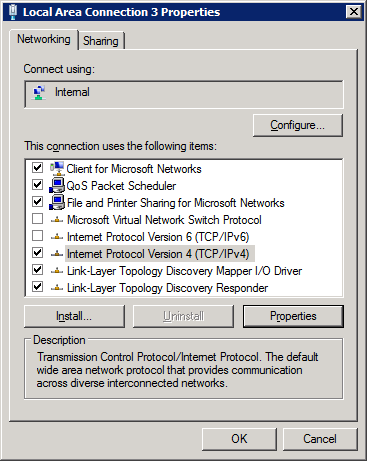 Local Area Connection 3 Properties
Networking
Sharing
Connect using:
Internal
Configure...
This connection uses the following items:
Client for Microsoft Networks
QoS Packet Scheduler
File and Printer Sharing for Microsoft Networks
Microsoft Virtual Network Switch Protocol
Internet Protocol Version 6 (TCP/IPv6)
Internet Protocol Version 4 (TCP/IPv4)
Link-Layer Topology Discovery Mapper I/O Driver
Link-Layer Topology Discovery Responder
Install...
Uninstall
Properties
Description
Transmission Control Protocol/Internet Protocol. The default
wide area network protocol that provides communication
across diverse interconnected networks.
OK
Cancel